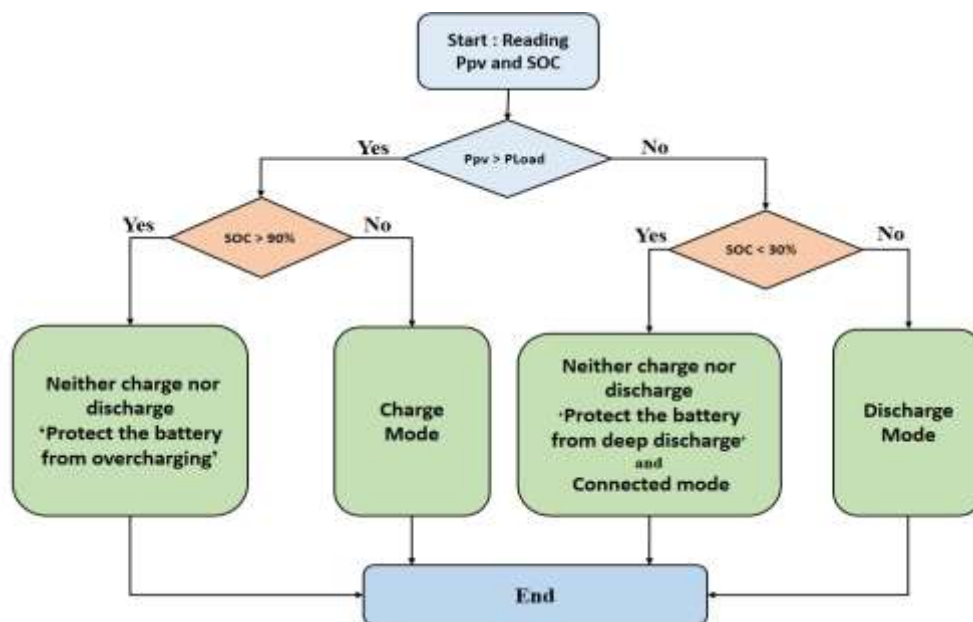 Start : Reading
Ppv and SOC
Ppv > PLoad
Yes
No
SOC > 90%
Yes
No
SOC < 30%
Yes
No
Neither charge nor
discharge
‘Protect the battery
from overcharging’
Charge
Mode
Neither charge nor
discharge
‘Protect the battery
from deep discharge’
and
Connected mode
Discharge
Mode
End